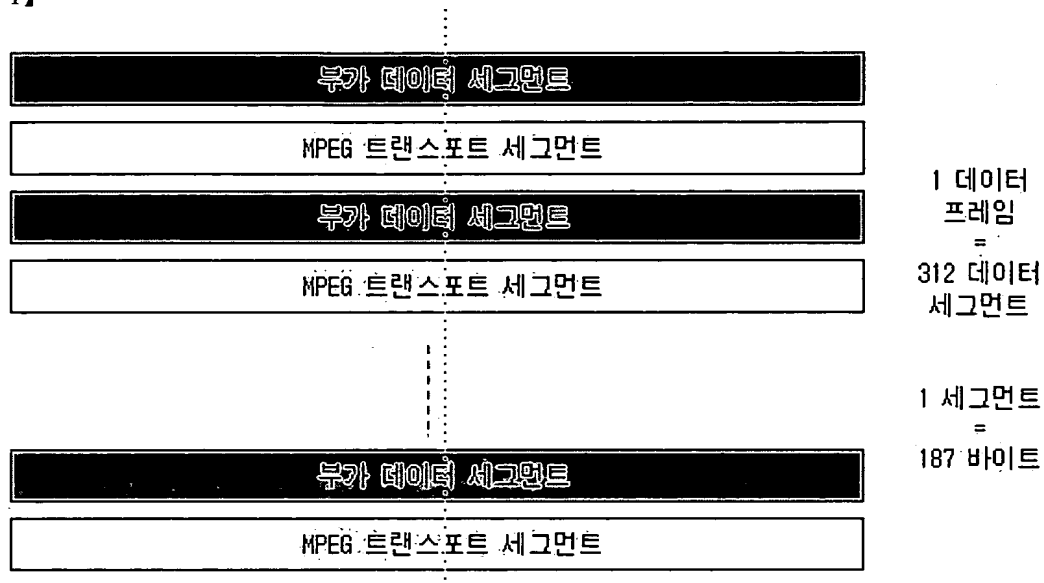 부가 데이터 세그먼트
MPEG 트랜스포트 세그먼트
부가 데이터 세그먼트
MPEG 트랜스포트 세그먼트
1 데이터
프레임
=
312 데이터
세그먼트
1 세그먼트
=
187 바이트
부가 데이터 세그먼트
MPEG 트랜스포트 세그먼트